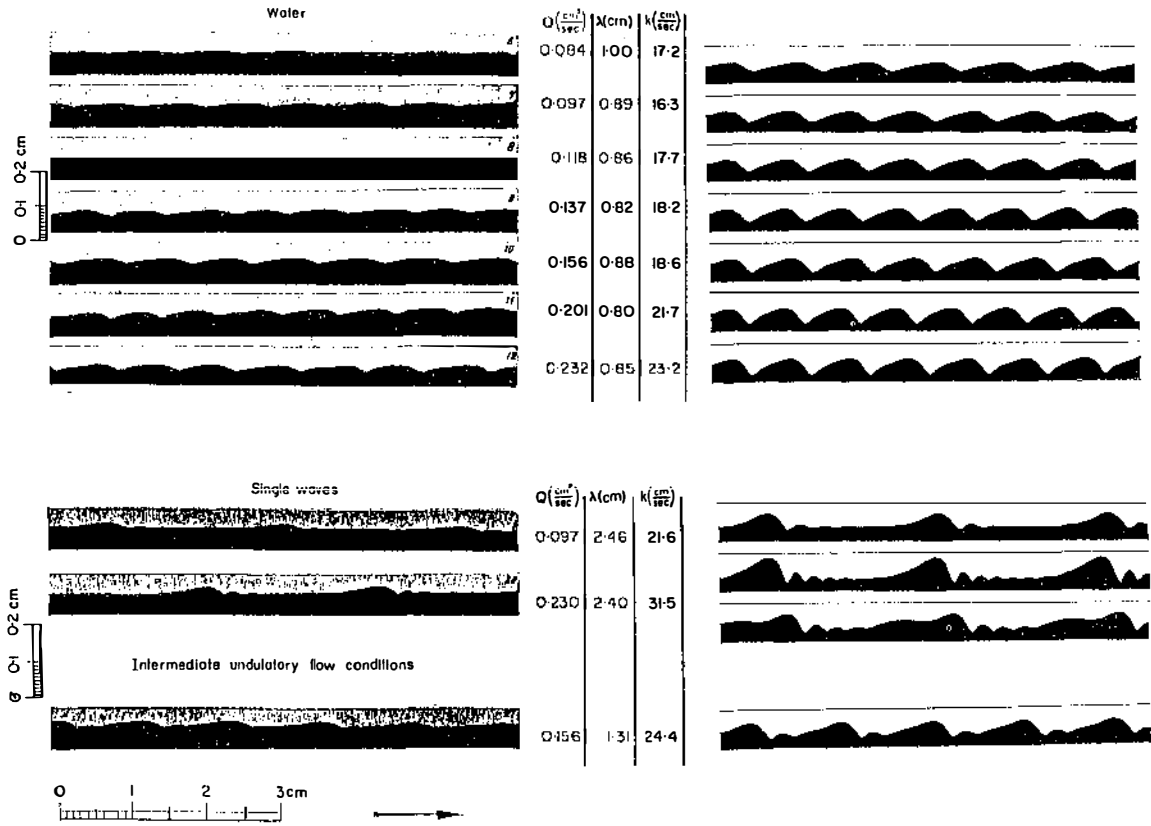 Water
Q(cm³/sec) λ(cm) k(cm/sec)
0·084 1·00 17·2
0·097 0·89 16·3
8
0·118 0·86 17·7
0·2 cm
0·1
0
0·137 0·82 18·2
10
0·156 0·88 18·6
11
0·201 0·80 21·7
12
0·232 0·85 23·2
Single waves
Q(cm³/sec) λ(cm) k(cm/sec)
0·097 2·46 21·6
0·230 2·40 31·5
0·2 cm
0·1
0
Intermediate undulatory flow conditions
0·156 1·31 24·4
0 1 2 3cm